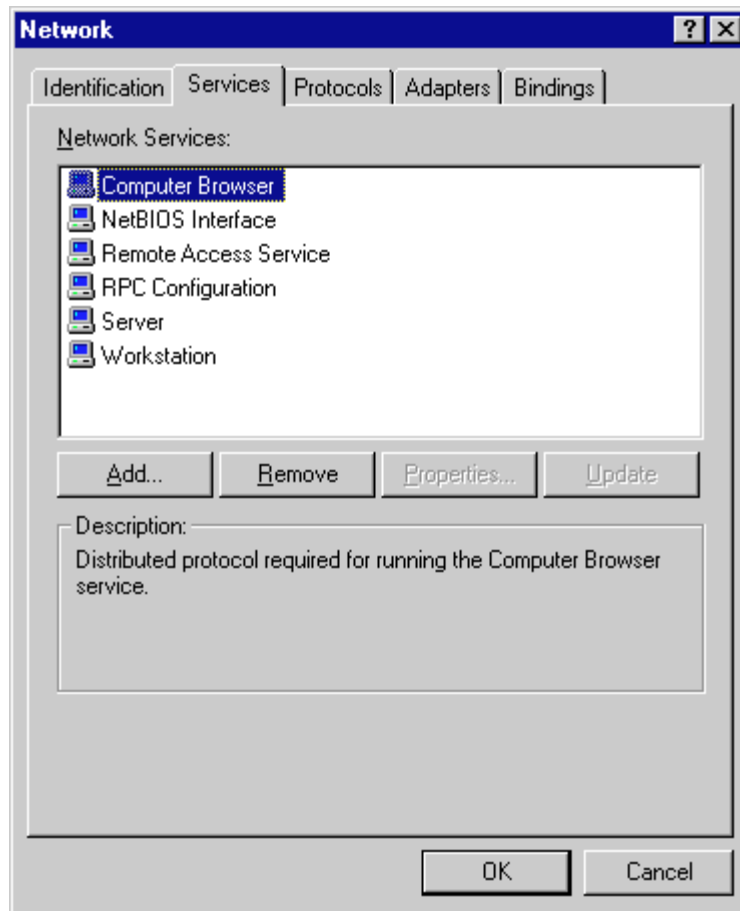 Network
Identification Services Protocols Adapters Bindings
Network Services:
Computer Browser
NetBIOS Interface
Remote Access Service
RPC Configuration
Server
Workstation
Add... Remove Properties... Update
Description:
Distributed protocol required for running the Computer Browser
service.
OK Cancel